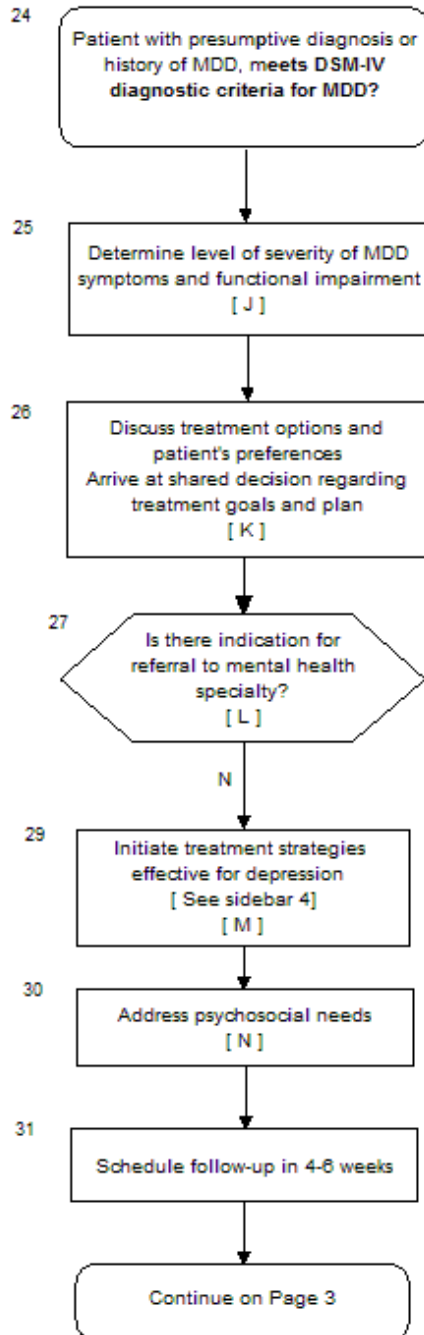 24
Patient with presumptive diagnosis or
history of MDD, meets DSM-IV
diagnostic criteria for MDD?
25
Determine level of severity of MDD
symptoms and functional impairment
[ J ]
26
Discuss treatment options and
patient's preferences
Arrive at shared decision regarding
treatment goals and plan
[ K ]
27
Is there indication for
referral to mental health
specialty?
[ L ]
N
29
Initiate treatment strategies
effective for depression
[ See sidebar 4]
[ M ]
30
Address psychosocial needs
[ N ]
31
Schedule follow-up in 4-6 weeks
Continue on Page 3